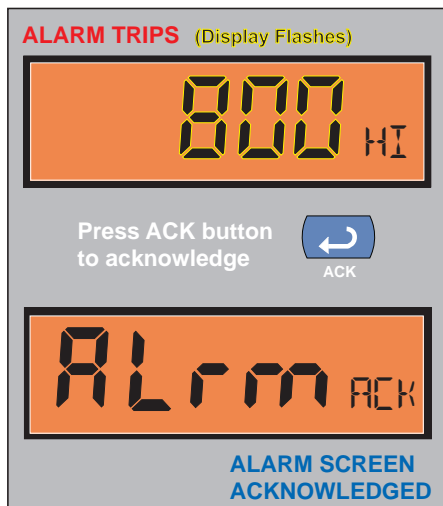 ALARM TRIPS (Display Flashes)
800 HI
Press ACK button
to acknowledge
ACK
ALrm ACK
ALARM SCREEN
ACKNOWLEDGED